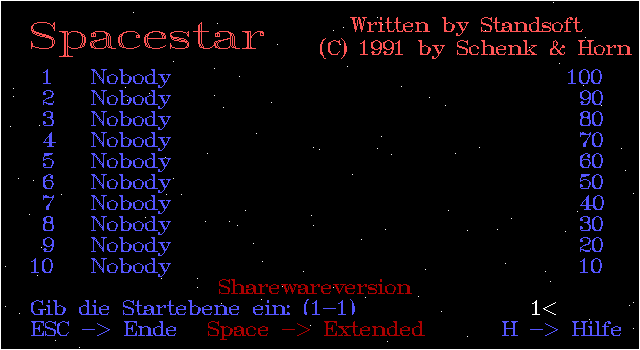 Spacestar
Written by Standsoft
(C) 1991 by Schenk & Horn
1 Nobody 100
2 Nobody 90
3 Nobody 80
4 Nobody 70
5 Nobody 60
6 Nobody 50
7 Nobody 40
8 Nobody 30
9 Nobody 20
10 Nobody 10
Sharewareversion
Gib die Startebene ein: (1-1) 1<
ESC -> Ende Space -> Extended H -> Hilfe